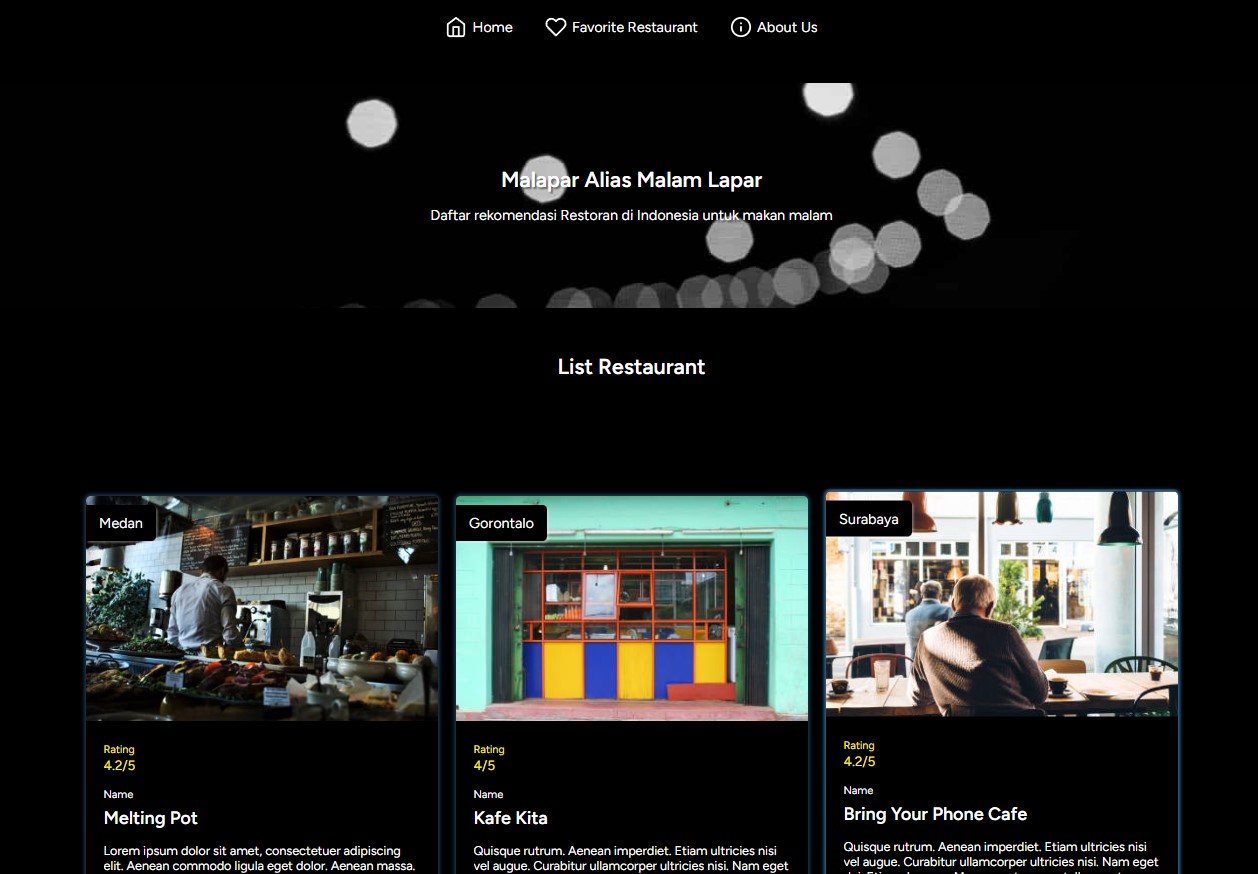 Home
Favorite Restaurant
About Us
Malapar Alias Malam Lapar
Daftar rekomendasi Restoran di Indonesia untuk makan malam
List Restaurant
Medan
Rating
4.2/5
Name
Melting Pot
Lorem ipsum dolor sit amet, consectetuer adipiscing
elit. Aenean commodo ligula eget dolor. Aenean massa.
Gorontalo
Rating
4/5
Name
Kafe Kita
Quisque rutrum. Aenean imperdiet. Etiam ultricies nisi
vel augue. Curabitur ullamcorper ultricies nisi. Nam eget
Surabaya
Rating
4.2/5
Name
Bring Your Phone Cafe
Quisque rutrum. Aenean imperdiet. Etiam ultricies nisi
vel augue. Curabitur ullamcorper ultricies nisi. Nam eget